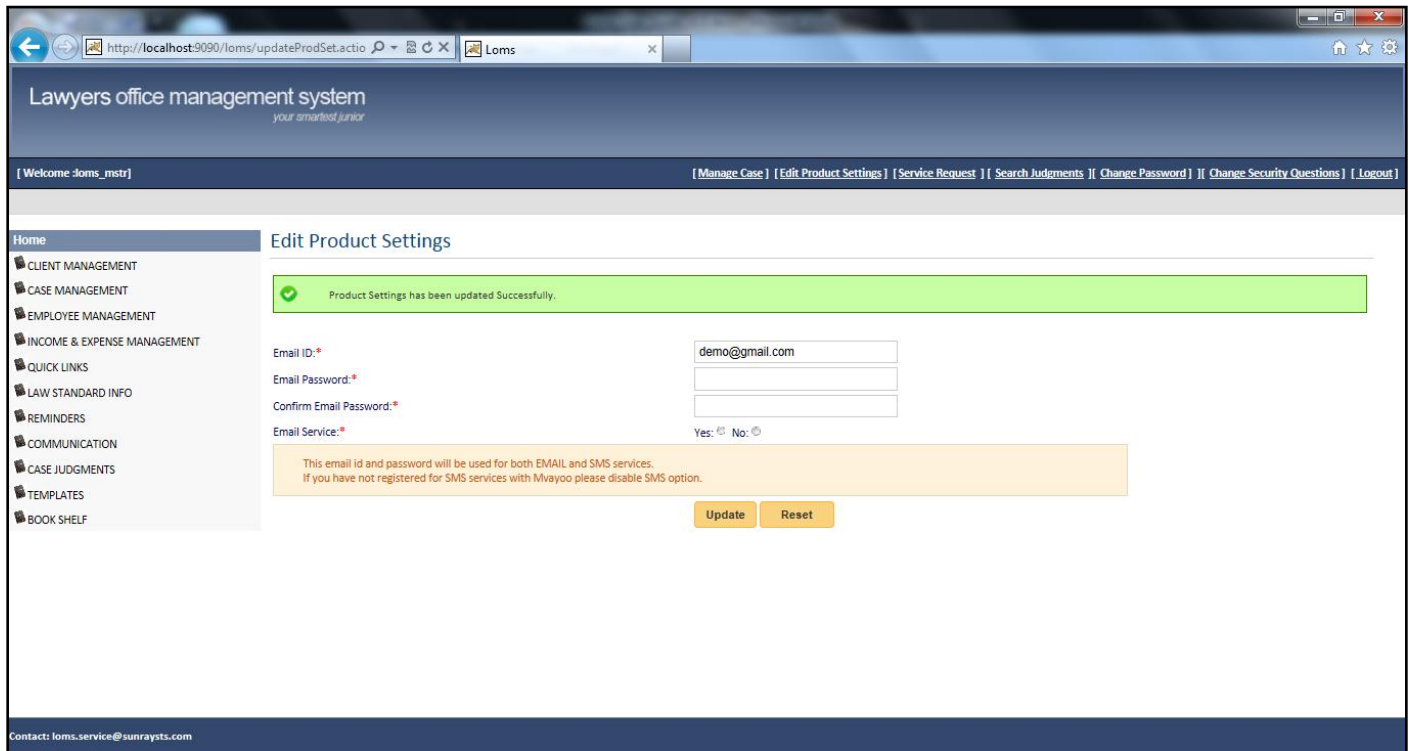 http://localhost:9090/loms/updateProdSet.actio
Loms
Lawyers office management system
your smartest junior
[ Welcome :loms_mstr]
[ Manage Case ] [ Edit Product Settings ] [ Service Request ] [ Search Judgments ][ Change Password ] ][ Change Security Questions ] [ Logout ]
Home
Edit Product Settings
CLIENT MANAGEMENT
CASE MANAGEMENT
Product Settings has been updated Successfully.
EMPLOYEE MANAGEMENT
INCOME & EXPENSE MANAGEMENT
QUICK LINKS
LAW STANDARD INFO
REMINDERS
COMMUNICATION
CASE JUDGMENTS
TEMPLATES
BOOK SHELF
Email ID:* demo@gmail.com
Email Password:*
Confirm Email Password:*
Email Service:* Yes: No:
This email id and password will be used for both EMAIL and SMS services.
If you have not registered for SMS services with Mvayoo please disable SMS option.
Update Reset
Contact: loms.service@sunraysts.com